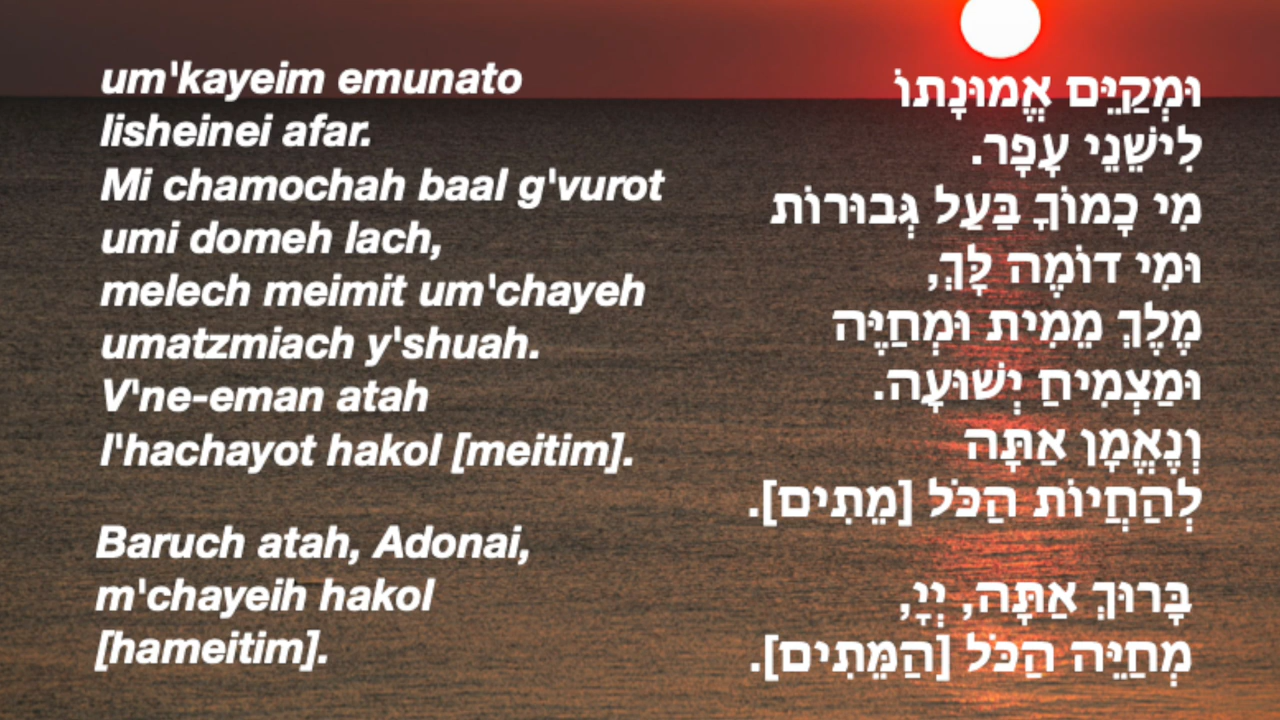 um'kayeim emunato
lisheinei afar.
Mi chamochah baal g'vurot
umi domeh lach,
melech meimit um'chayeh
umatzmiach y'shuah.
V'ne-eman atah
l'hachayot hakol [meitim].
Baruch atah, Adonai,
m'chayeih hakol
[hameitim].
וּמְקַיֵּם אֱמוּנָתוֹ
לִישֵׁנֵי עָפָר.
מִי כָמוֹךָ בַּעַל גְּבוּרוֹת
וּמִי דוֹמֶה לָּךְ,
מֶלֶךְ מֵמִית וּמְחַיֶּה
וּמַצְמִיחַ יְשׁוּעָה.
וְנֶאֱמָן אַתָּה
לְהַחֲיוֹת הַכֹּל [מֵתִים].
בָּרוּךְ אַתָּה, יְיָ,
מְחַיֵּה הַכֹּל [הַמֵּתִים].